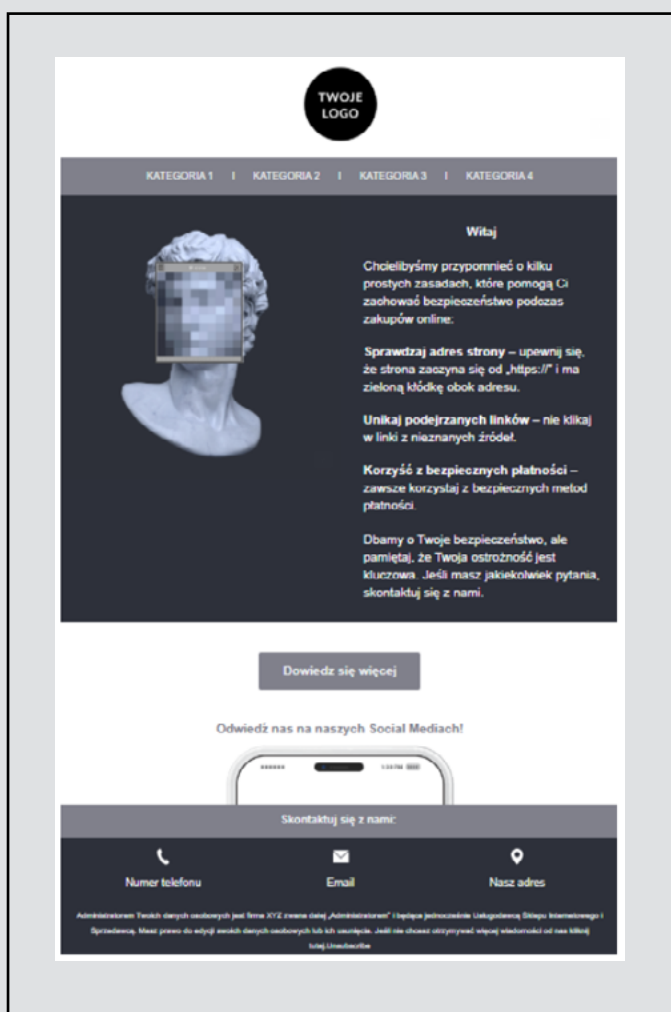 TWOJE
LOGO
KATEGORIA 1 I KATEGORIA 2 I KATEGORIA 3 I KATEGORIA 4
Witaj
Chcielibyśmy przypomnieć o kilku
prostych zasadach, które pomogą Ci
zachować bezpieczeństwo podczas
zakupów online:
Sprawdzaj adres strony – upewnij się,
że strona zaczyna się od „https://" i ma
zieloną kłódkę obok adresu.
Unikaj podejrzanych linków – nie klikaj
w linki z nieznanych źródeł.
Korzyść z bezpiecznych płatności –
zawsze korzystaj z bezpiecznych metod
płatności.
Dbamy o Twoje bezpieczeństwo, ale
pamiętaj, że Twoja ostrożność jest
kluczowa. Jeśli masz jakiekolwiek pytania,
skontaktuj się z nami.
Dowiedz się więcej
Odwiedź nas na naszych Social Mediach!
Skontaktuj się z nami:
Numer telefonu
Email
Nasz adres
Administratorem Twoich danych osobowych jest firma XYZ zwana dalej „Administratorem" i będąca jednocześnie Usługodawcą Sklepu Internetowego i
Sprzedawcą. Masz prawo do edycji swoich danych osobowych lub ich usunięcia. Jeśli nie chcesz otrzymywać więcej wiadomości od nas kliknij
tutaj.Unsubscribe